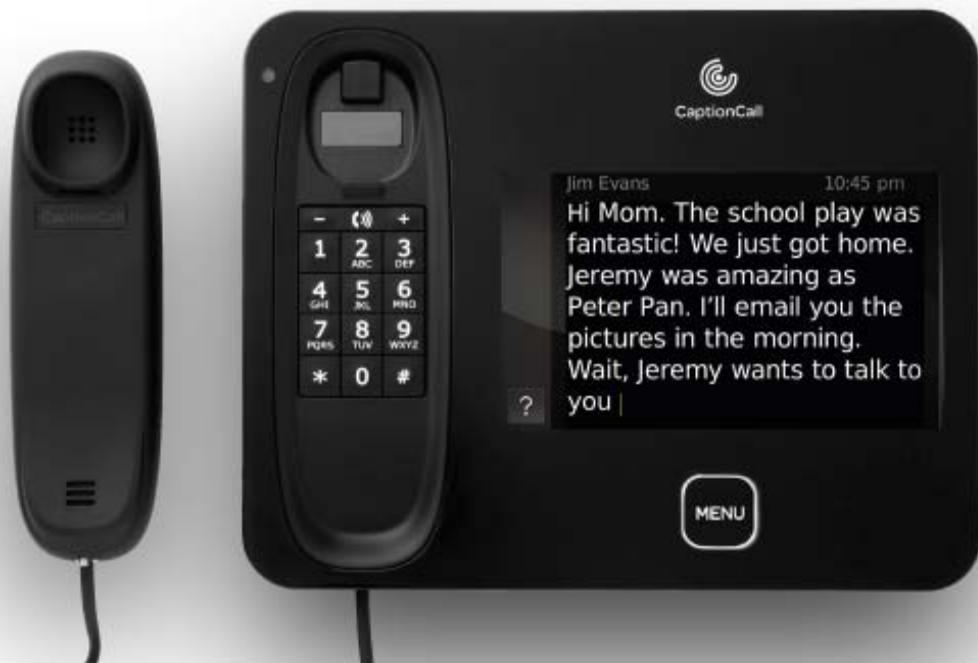 CaptionCall
CaptionCall
Jim Evans 10:45 pm
Hi Mom. The school play was
fantastic! We just got home.
Jeremy was amazing as
Peter Pan. I'll email you the
pictures in the morning.
Wait, Jeremy wants to talk to
you
?
MENU
- +
1 2 3
ABC DEF
4 5 6
GHI JKL MNO
7 8 9
PQRS TUV WXYZ
* 0 #